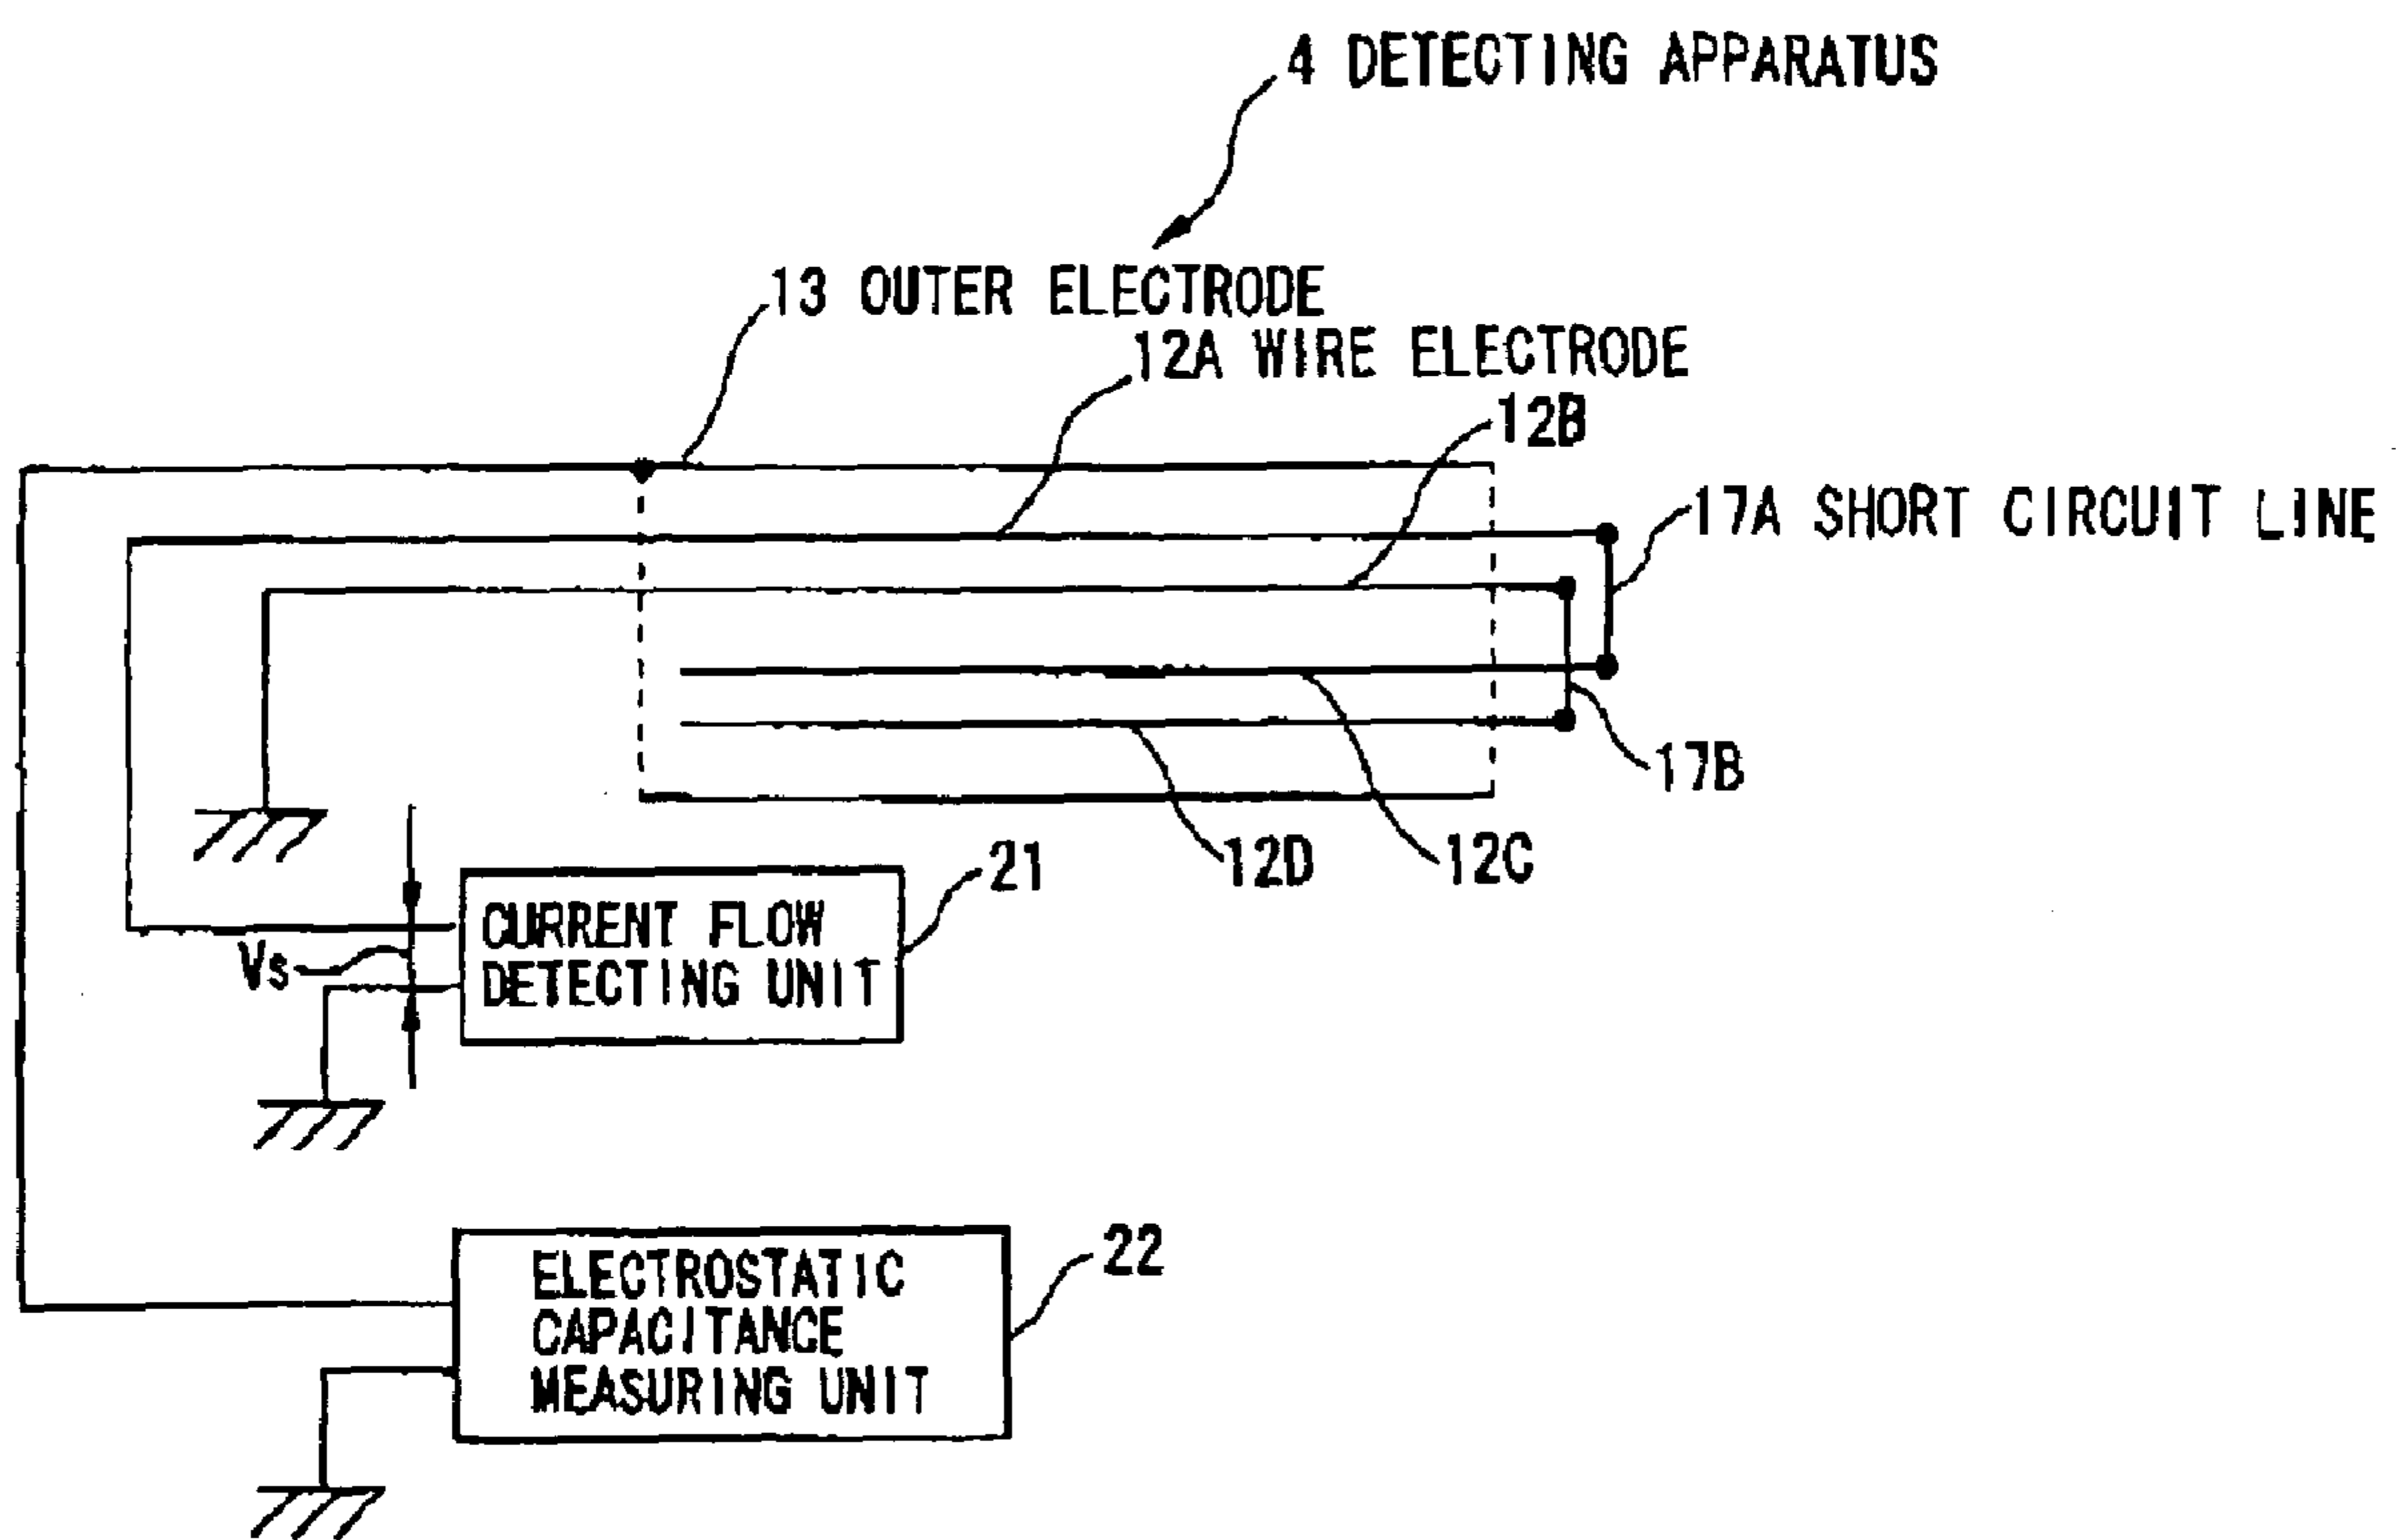 4 DETECTING APPARATUS
13 OUTER ELECTRODE
12A WIRE ELECTRODE
12B
17A SHORT CIRCUIT LINE
17B
12D
12C
21
CURRENT FLOW
DETECTING UNIT
Vs
22
ELECTROSTATIC
CAPACITANCE
MEASURING UNIT